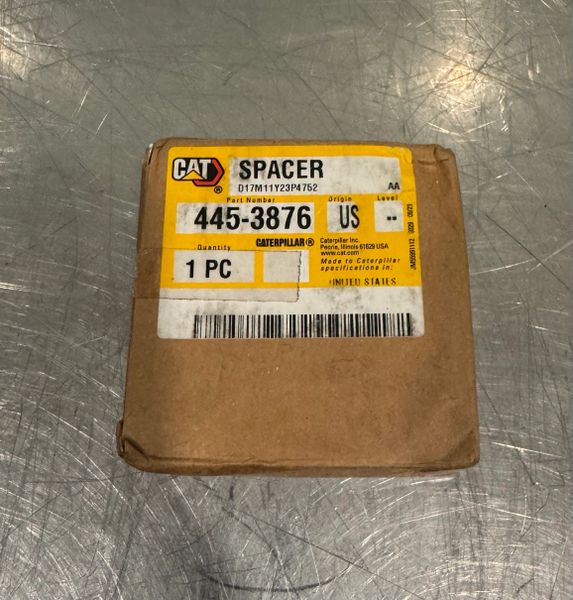 CAT®
SPACER
D17M11Y23P4752
AA
Part Number
Origin
Level
445-3876
US
--
Quantity
CATERPILLAR®
Caterpillar Inc.
Peoria, Illinois 61629 USA
www.cat.com
1 PC
Made to Caterpillar
specifications in:
UNITED STATES